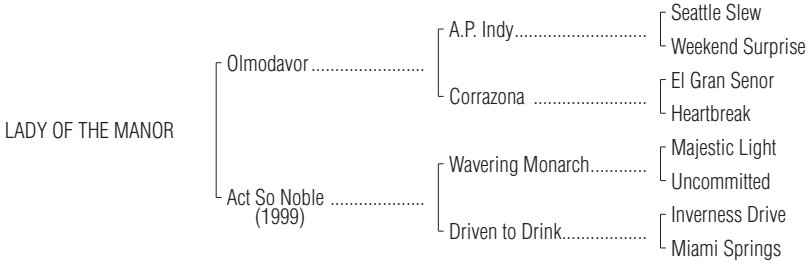 Seattle Slew
A.P. Indy..............................
Weekend Surprise
Olmodavor .........................
El Gran Senor
Corrazona .........................
Heartbreak
LADY OF THE MANOR
Majestic Light
Wavering Monarch..............
Uncommitted
Act So Noble .....................
(1999)
Inverness Drive
Driven to Drink...................
Miami Springs